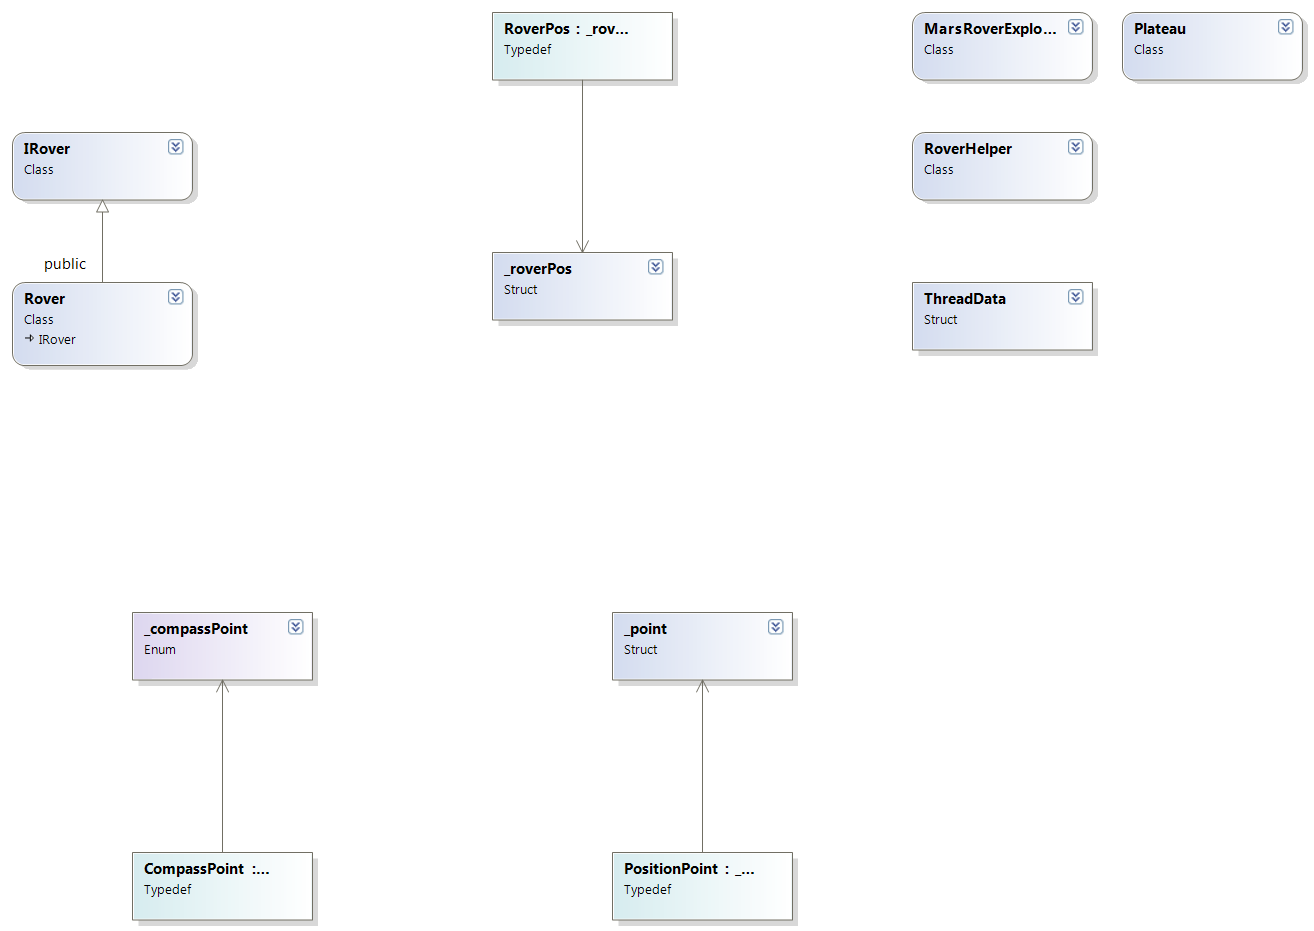 RoverPos : _rov...
Typedef
MarsRoverExplo...
Class
Plateau
Class
IRover
Class
RoverHelper
Class
public
_roverPos
Struct
Rover
Class
IRover
ThreadData
Struct
_compassPoint
Enum
_point
Struct
CompassPoint :...
Typedef
PositionPoint : _...
Typedef